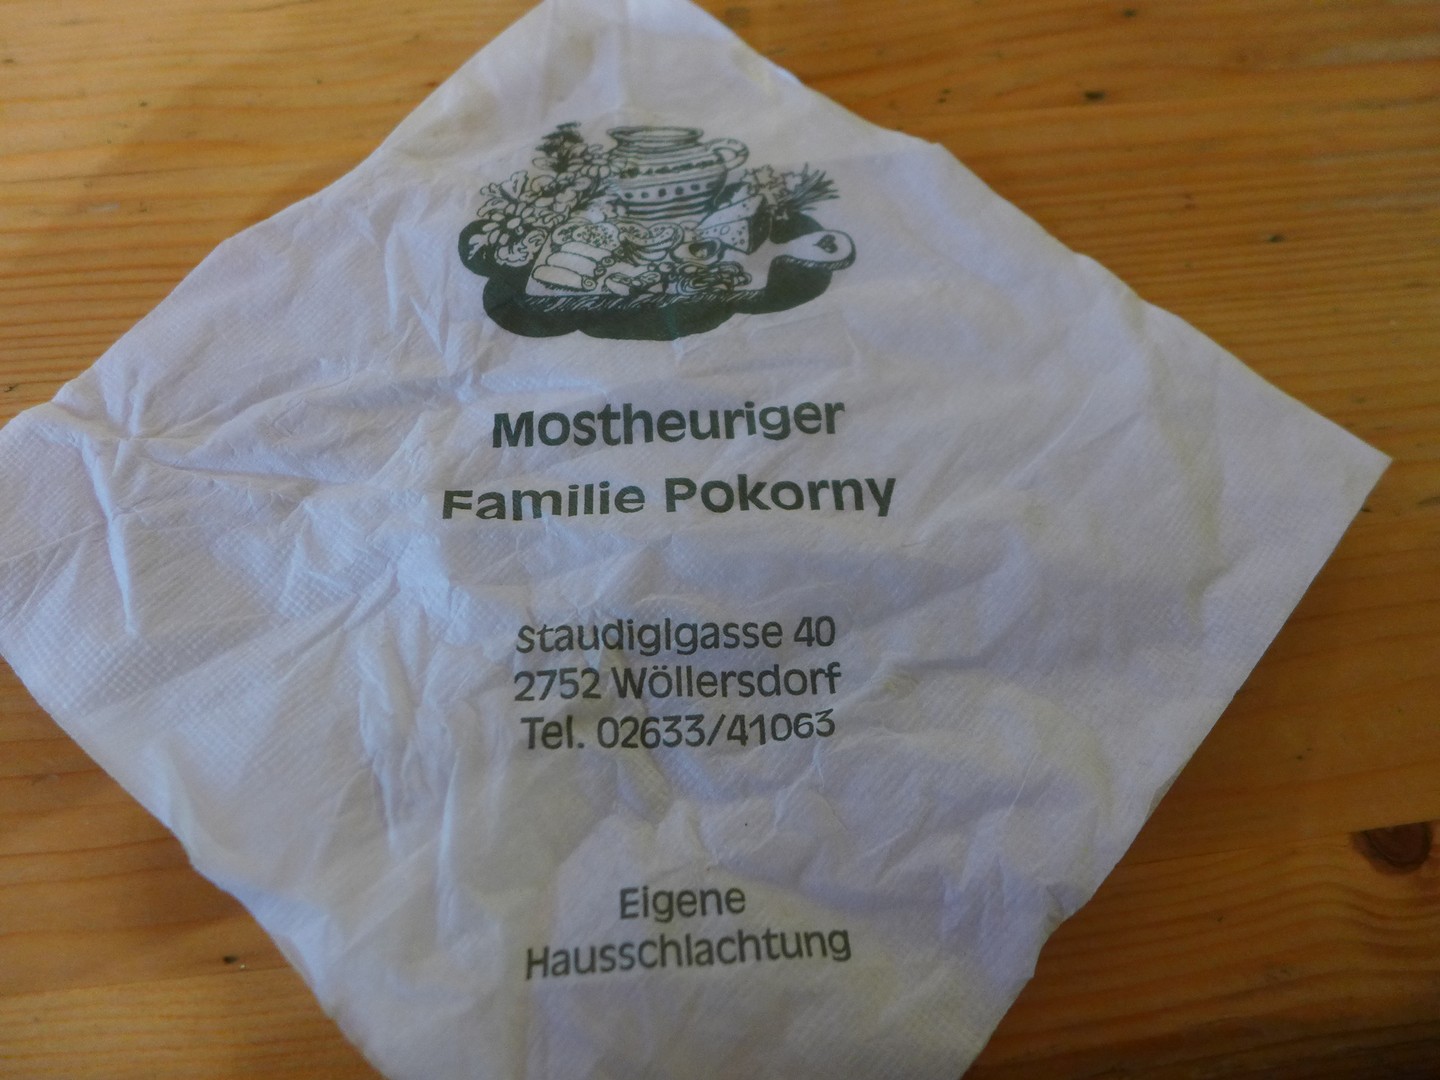 Mostheuriger
Familie Pokorny
Staudiglgasse 40
2752 Wöllersdorf
Tel. 02633/41063
Eigene
Hausschlachtung